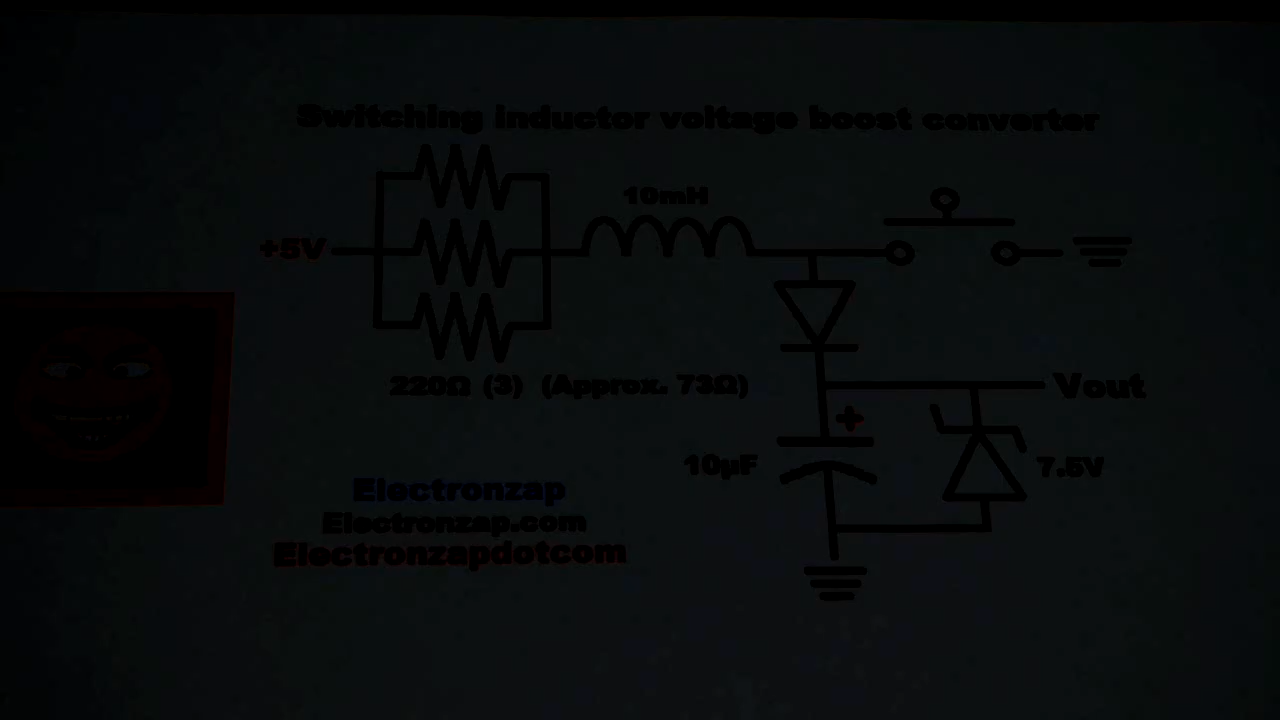 Switching inductor voltage boost converter
10mH
+5V
220Ω (3) (Approx. 73Ω)
Vout
+
10µF
7.5V
Electronzap
Electronzap.com
Electronzapdotcom